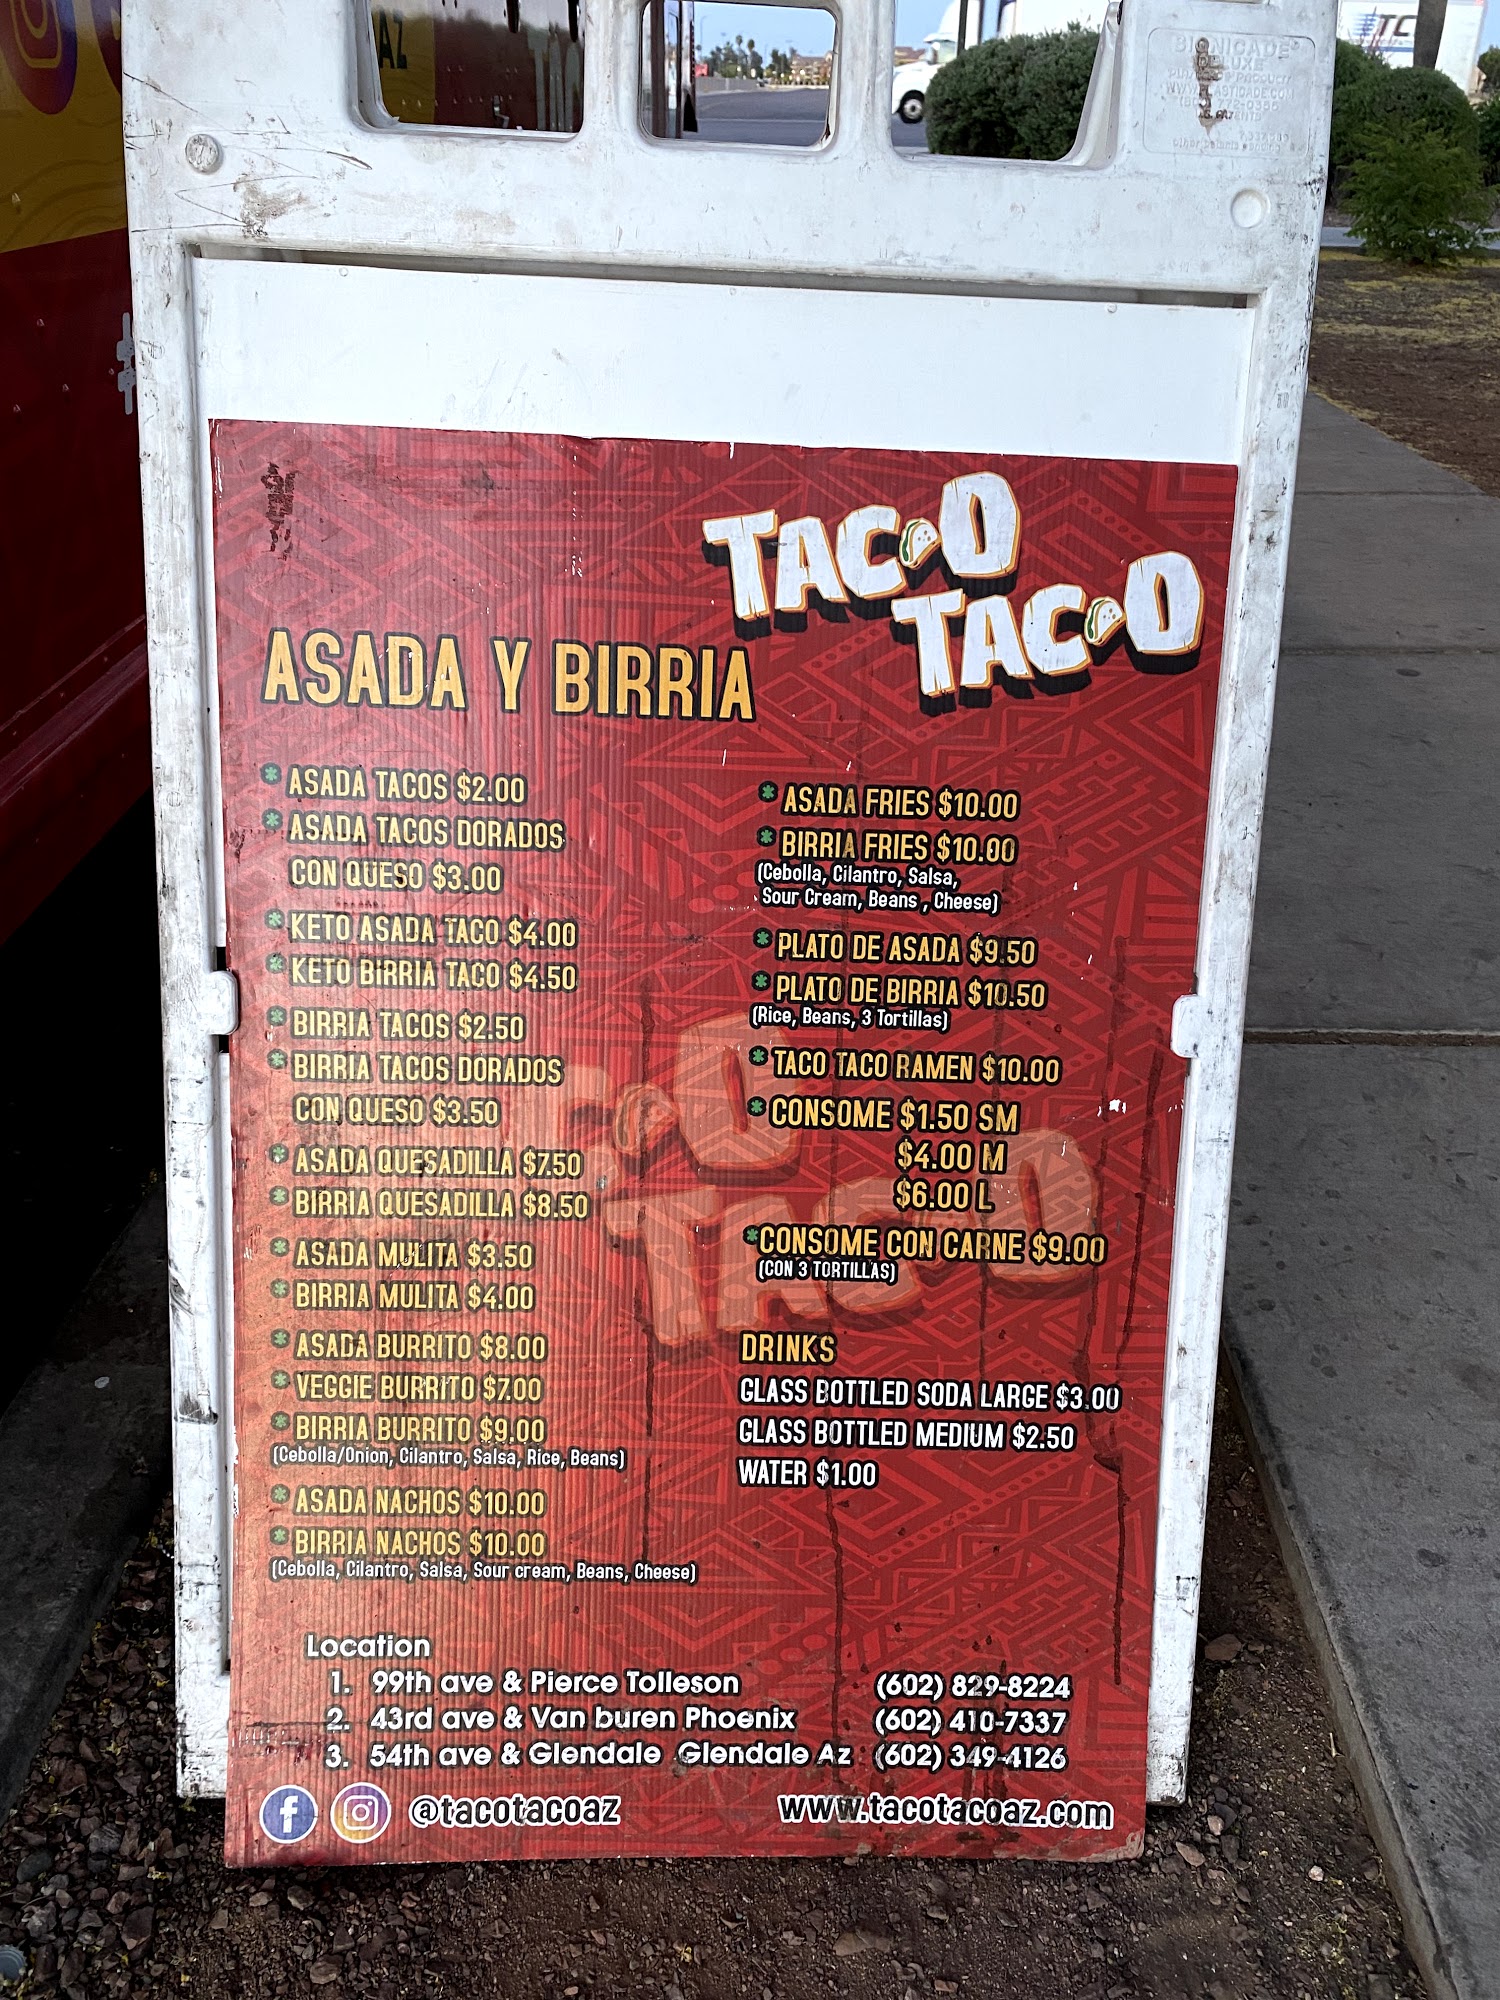 AZ
TC
BIONICADE
DELUXE
TACO
TACO
ASADA Y BIRRIA
* ASADA TACOS $2.00
* ASADA TACOS DORADOS
CON QUESO $3.00
* KETO ASADA TACO $4.00
* KETO BIRRIA TACO $4.50
* BIRRIA TACOS $2.50
* BIRRIA TACOS DORADOS
CON QUESO $3.50
* ASADA QUESADILLA $7.50
* BIRRIA QUESADILLA $8.50
* ASADA MULITA $3.50
* BIRRIA MULITA $4.00
* ASADA BURRITO $8.00
* VEGGIE BURRITO $7.00
* BIRRIA BURRITO $9.00
(Cebolla/Onion, Cilantro, Salsa, Rice, Beans)
* ASADA NACHOS $10.00
* BIRRIA NACHOS $10.00
(Cebolla, Cilantro, Salsa, Sour cream, Beans, Cheese)
* ASADA FRIES $10.00
* BIRRIA FRIES $10.00
(Cebolla, Cilantro, Salsa,
Sour Cream, Beans , Cheese)
* PLATO DE ASADA $9.50
* PLATO DE BIRRIA $10.50
(Rice, Beans, 3 Tortillas)
* TACO TACO RAMEN $10.00
* CONSOME $1.50 SM
$4.00 M
$6.00 L
*CONSOME CON CARNE $9.00
(CON 3 TORTILLAS)
DRINKS
GLASS BOTTLED SODA LARGE $3.00
GLASS BOTTLED MEDIUM $2.50
WATER $1.00
Location
1. 99th ave & Pierce Tolleson (602) 829-8224
2. 43rd ave & Van buren Phoenix (602) 410-7337
3. 54th ave & Glendale Glendale Az (602) 349-4126
@tacotacoaz www.tacotacoaz.com